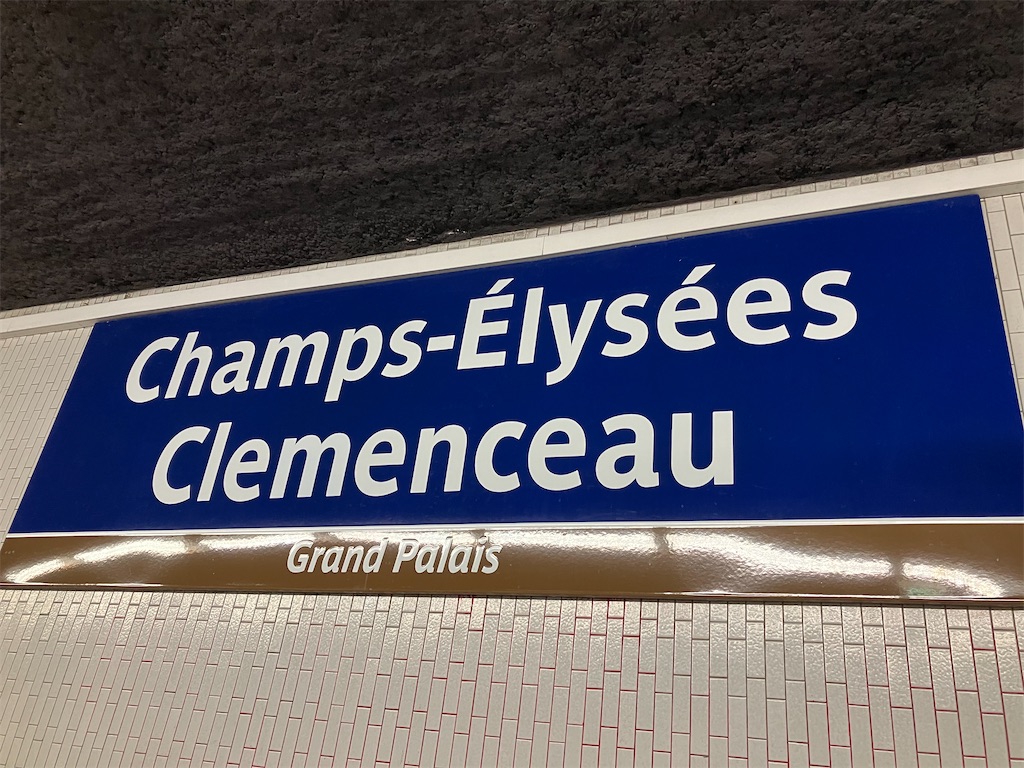 Champs-Élysées
Clemenceau
Grand Palais